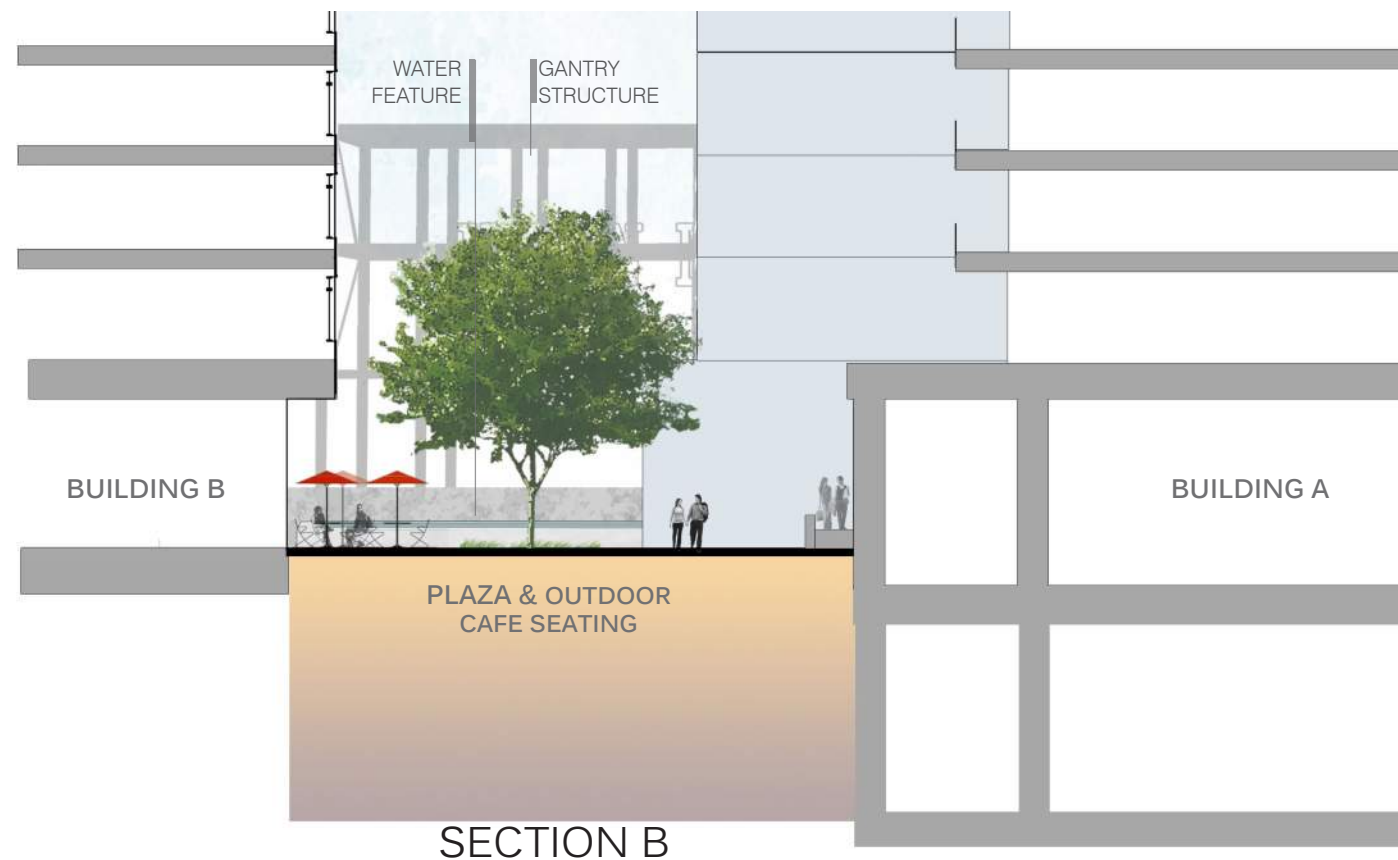 WATER
FEATURE
GANTRY
STRUCTURE
BUILDING B
BUILDING A
PLAZA & OUTDOOR
CAFE SEATING
SECTION B